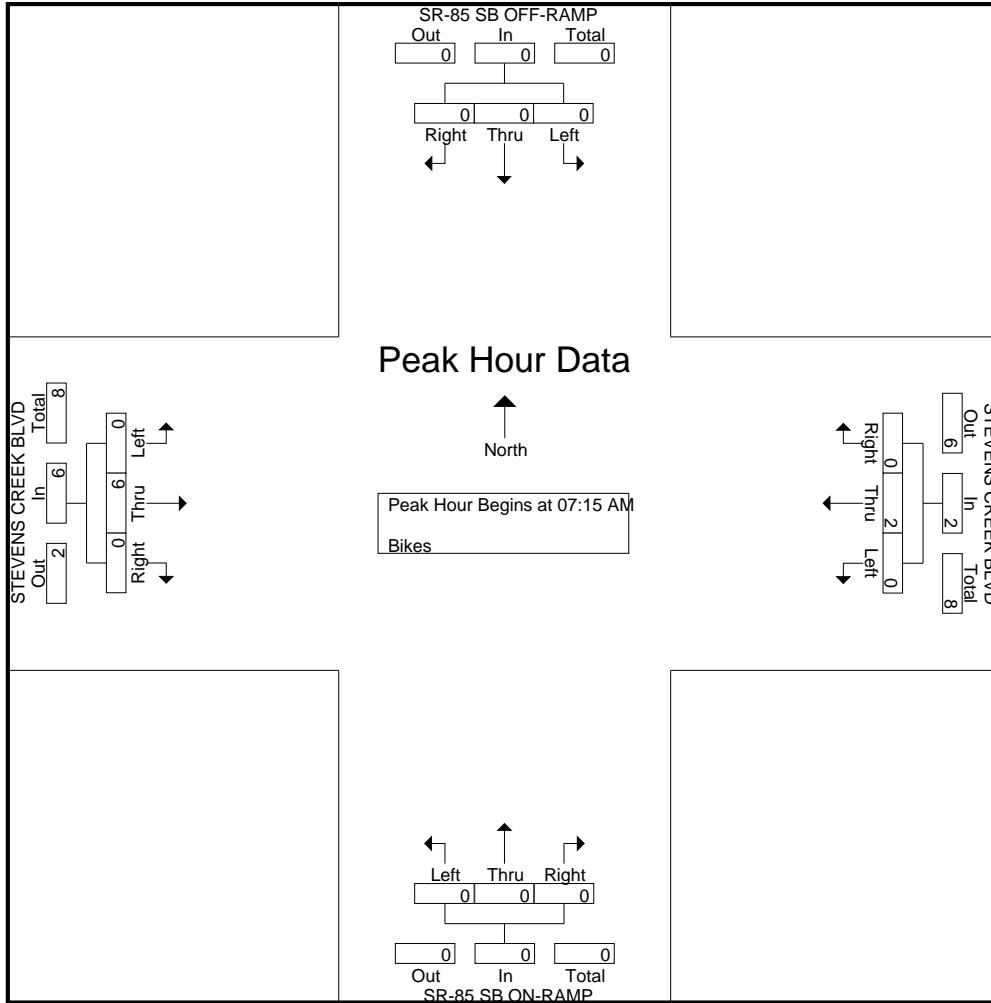 SR-85 SB OFF-RAMP
Out In Total
0 0 0
0 0 0
Right Thru Left
Peak Hour Data
North
Peak Hour Begins at 07:15 AM
Bikes
STEVENS CREEK BLVD
Out In Total
2 6 8
Right Thru Left
0 6 0
STEVENS CREEK BLVD
Out In Total
6 2 8
Right Thru Left
0 2 0
Left Thru Right
0 0 0
0 0 0
Out In Total
SR-85 SB ON-RAMP